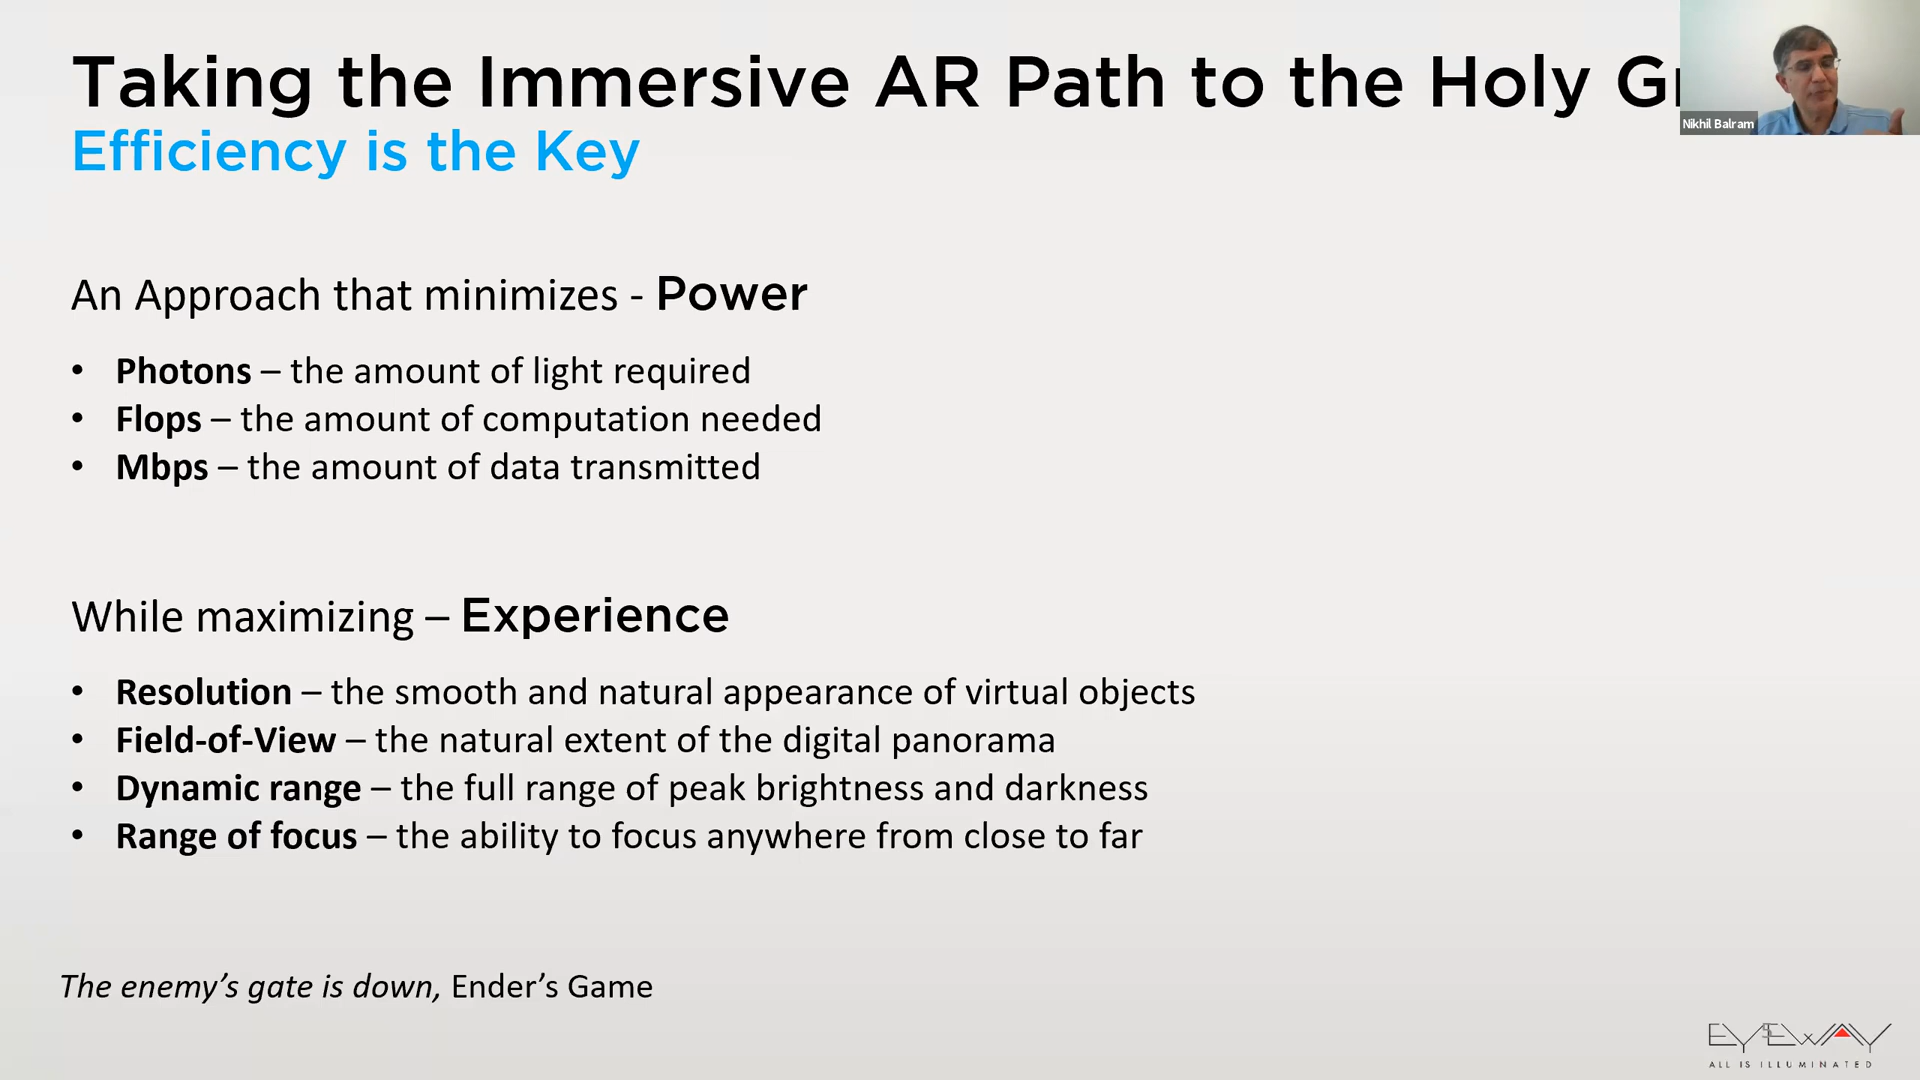 Taking the Immersive AR Path to the Holy
Efficiency is the Key
Nikhil Balram
An Approach that minimizes - Power
• Photons – the amount of light required
• Flops – the amount of computation needed
• Mbps – the amount of data transmitted
While maximizing – Experience
• Resolution – the smooth and natural appearance of virtual objects
• Field-of-View – the natural extent of the digital panorama
• Dynamic range – the full range of peak brightness and darkness
• Range of focus – the ability to focus anywhere from close to far
The enemy’s gate is down, Ender’s Game
EYEWAY
ALL IS ILLUMINATED